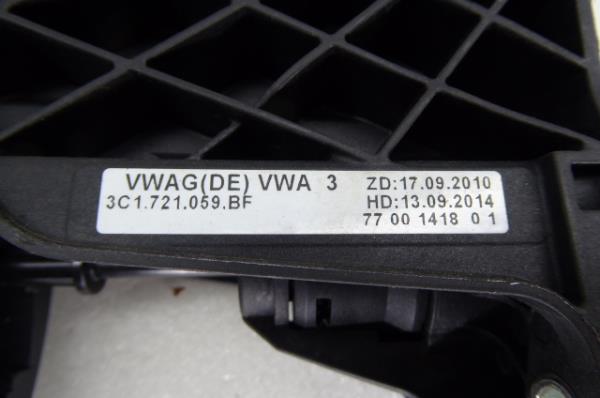 VWAG(DE) VWA 3 ZD:17.09.2010
3C1.721.059.BF HD:13.09.2014
77 00 1418 0 1